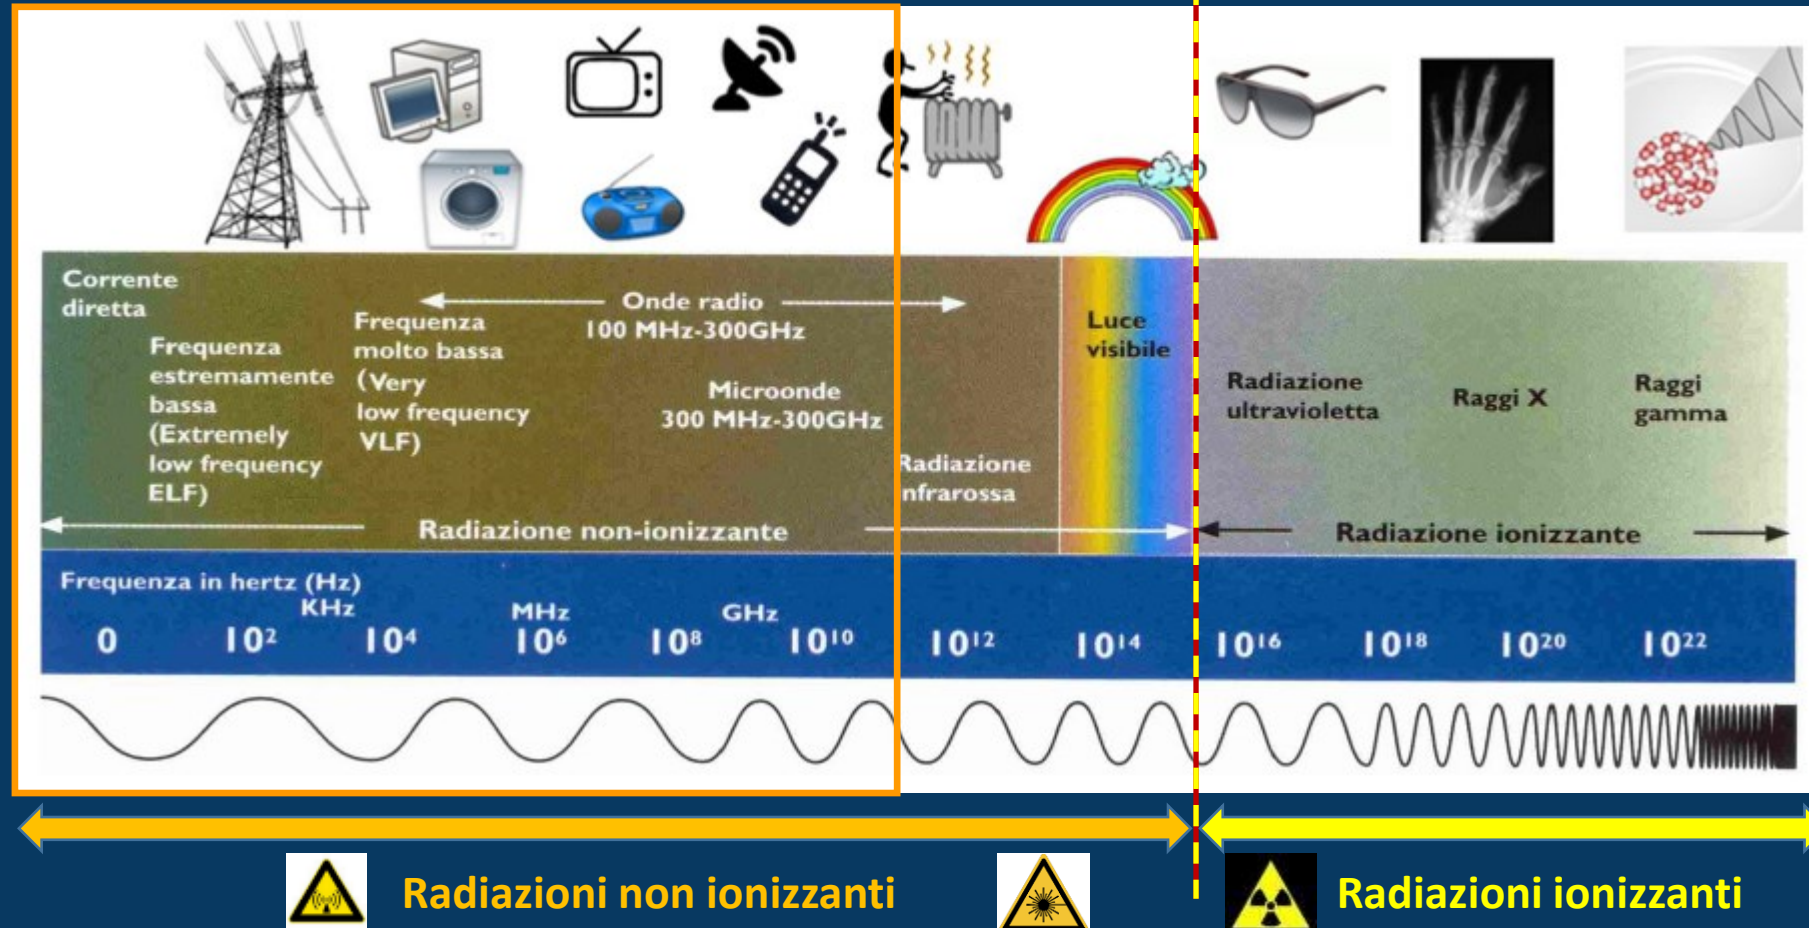 Corrente
diretta
Frequenza
estremamente
bassa
(Extremely
low frequency
ELF)
Frequenza
molto bassa
(Very
low frequency
VLF)
Onde radio
100 MHz-300GHz
Microonde
300 MHz-300GHz
Radiazione
infrarossa
Luce
visibile
Radiazione
ultravioletta
Raggi X
Raggi
gamma
Radiazione non-ionizzante
Radiazione ionizzante
Frequenza in hertz (Hz)
KHz MHz GHz
0 10² 10⁴ 10⁶ 10⁸ 10¹⁰ 10¹² 10¹⁴ 10¹⁶ 10¹⁸ 10²⁰ 10²²
Radiazioni non ionizzanti
Radiazioni ionizzanti